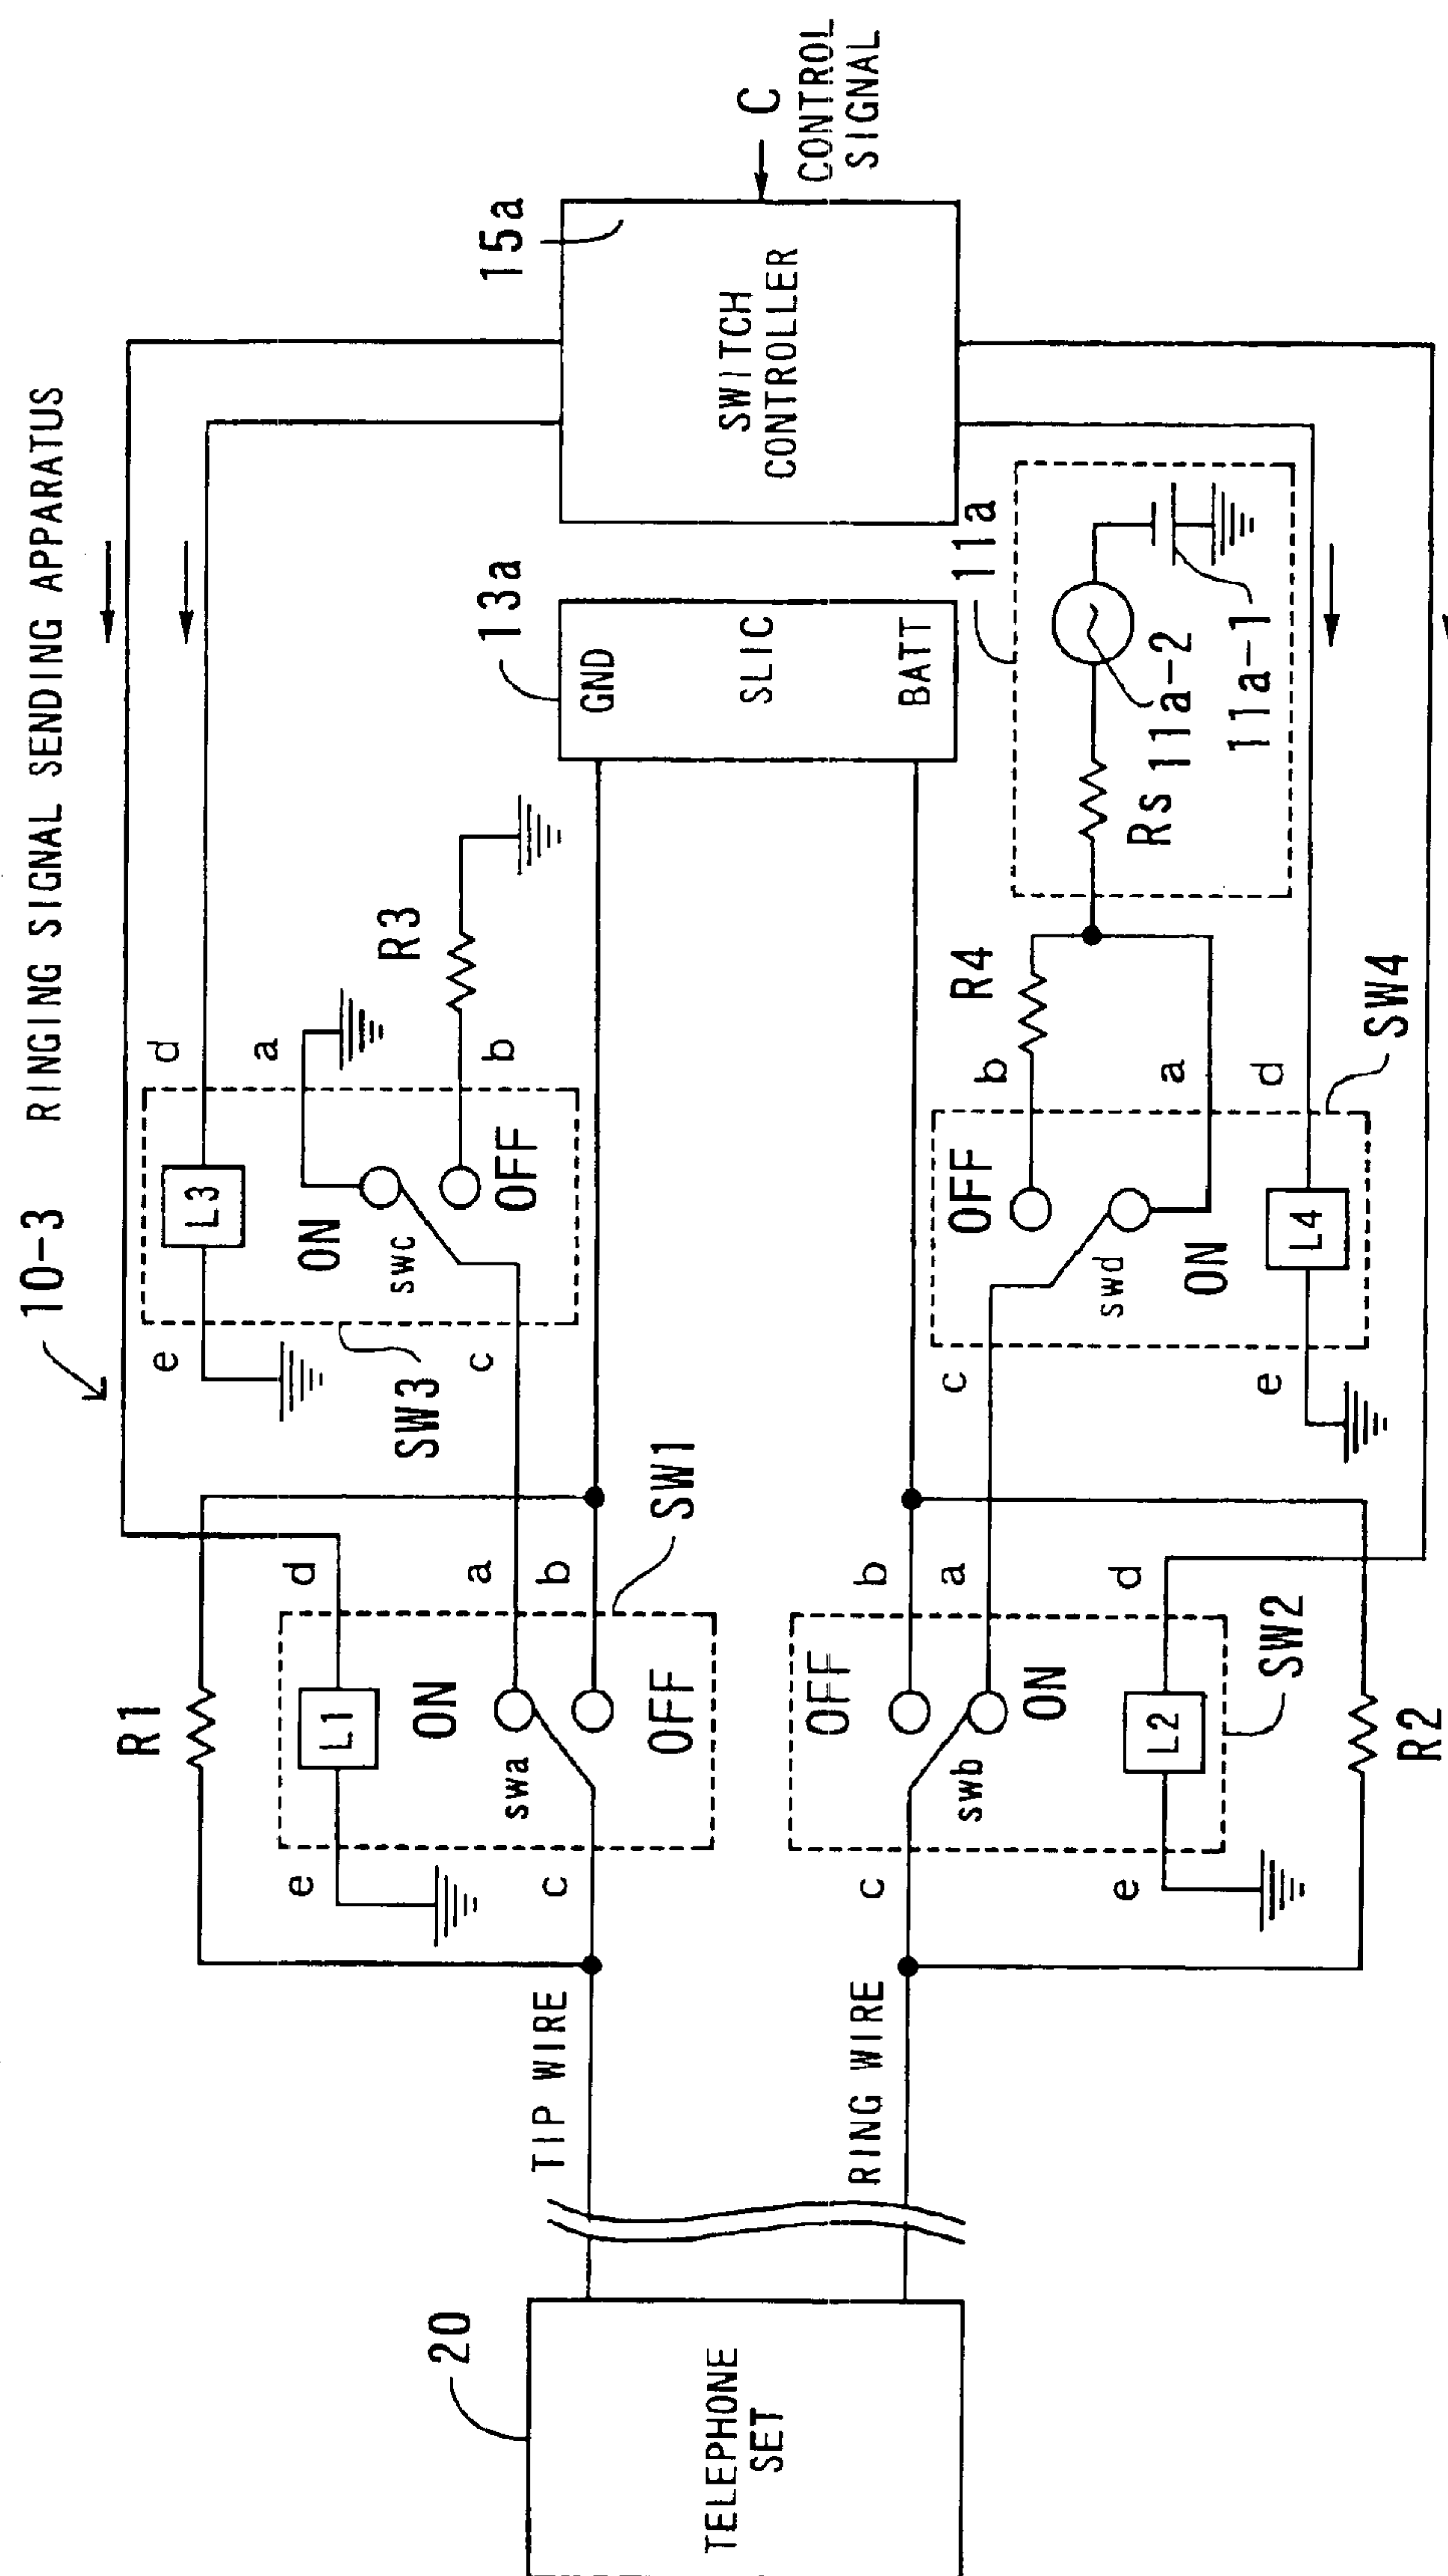 10-3 RINGING SIGNAL SENDING APPARATUS
R1
L1
e
d
ON
swa
OFF
a
b
c
SW1
L3
e
d
ON
swc
OFF
a
b
c
SW3
R3
13a
GND
SLIC
BATT
15a
SWITCH
CONTROLLER
C
CONTROL
SIGNAL
20
TELEPHONE
SET
TIP WIRE
RING WIRE
OFF
swb
ON
b
a
c
L2
e
d
SW2
R2
OFF
swd
ON
b
a
c
L4
e
d
SW4
R4
11a
Rs
11a-2
11a-1